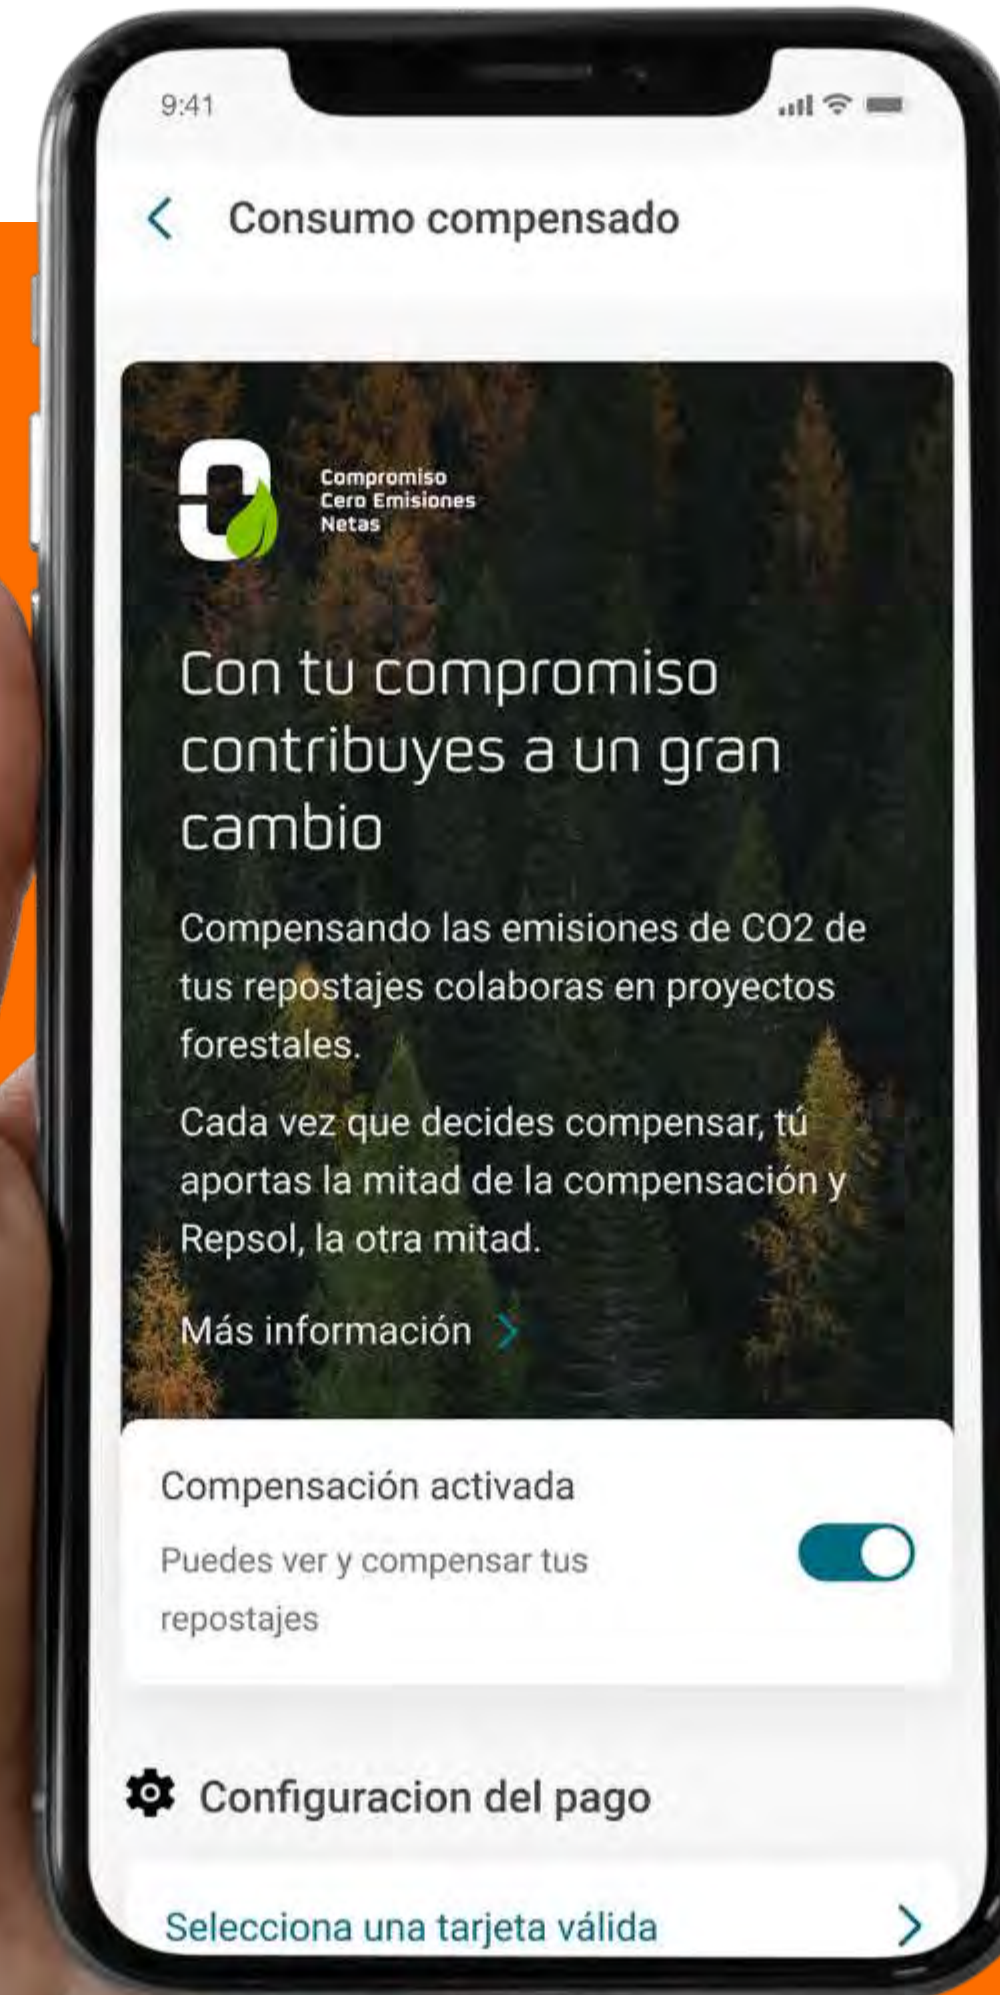 9:41
Consumo compensado
Compromiso
Cero Emisiones
Netas
Con tu compromiso
contribuyes a un gran
cambio
Compensando las emisiones de CO2 de
tus repostajes colaboras en proyectos
forestales.
Cada vez que decides compensar, tú
aportas la mitad de la compensación y
Repsol, la otra mitad.
Más información
Compensación activada
Puedes ver y compensar tus
repostajes
Configuracion del pago
Selecciona una tarjeta válida